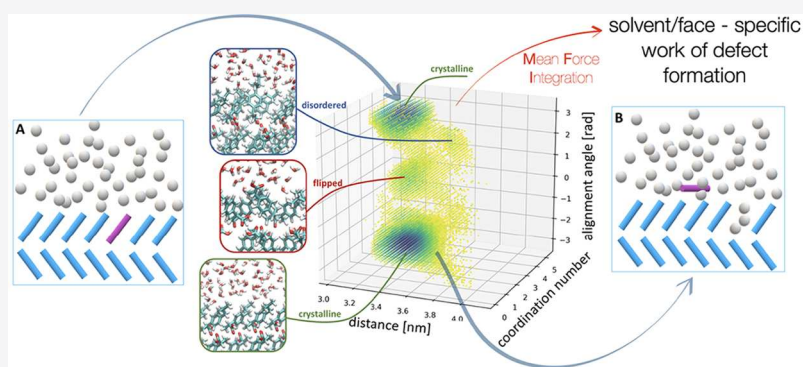 solvent/face - specific
work of defect
formation
Mean Force
Integration
crystalline
A
disordered
B
flipped
crystalline
3
2
1
0
−1
−2
−3
alignment angle [rad]
5
4
3
2
1
0
coordination number
3.0
3.2
3.4
3.6
3.8
4.0
distance [nm]